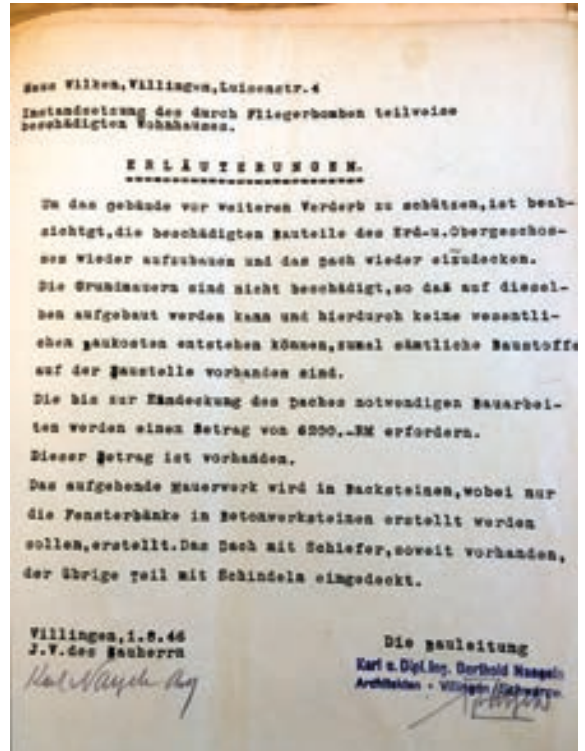 Haus Wilken, Villingen, Luisenstr.4
Instandsetzung des durch Fliegerbomben teilweise
beschädigten Wohnhauses.
ERLÄUTERUNGEN.
Um das gebäude vor weiteren Verderb zu schützen, ist beab-
sichtgt, die beschädigten Bauteile des Erd-u.Obergeschos-
ses wieder aufzubauen und das Dach wieder einzudecken.
Die Grundmauern sind nicht beschädigt, so daß auf diesel-
ben aufgebaut werden kann und hierdurch keine wesentli-
chen Baukosten entstehen können, zumal sämtliche Baustoffe
auf der Baustelle vorhanden sind.
Die bis zur Eindeckung des Daches notwendigen Bauarbei-
ten werden einen Betrag von 6200.-RM erfordern.
Dieser Betrag ist vorhanden.
Das aufgehende Mauerwerk wird in Backsteinen, wobei nur
die Fensterbänke in Betonwerksteinen erstellt werden
sollen, erstellt. Das Dach mit Schiefer, soweit vorhanden,
der übrige Teil mit Schindeln eingedeckt.
Villingen, 1.8.46
J.V.des Bauherrn
Die Bauleitung
Karl u. Dipl.Ing. Berthold
Architekten - Villingen/Schwarzw.